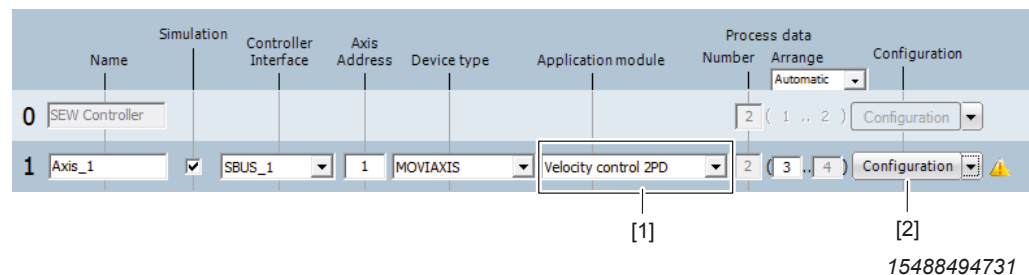 Simulation Process data
Name Controller Interface Axis Address Device type Application module Number Arrange Configuration
Automatic
0 SEW Controller 2 ( 1 .. 2 ) Configuration
1 Axis_1 SBUS_1 1 MOVIAXIS Velocity control 2PD 2 ( 3 .. 4 ) Configuration
[1] [2]
15488494731